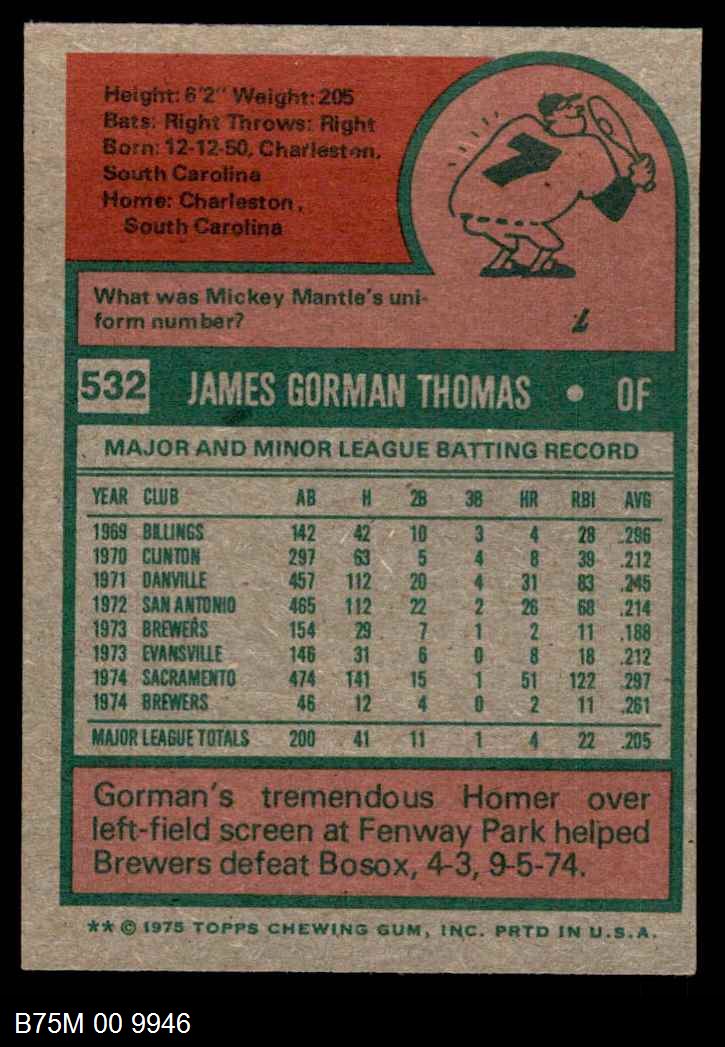 Height: 6'2" Weight: 205
Bats: Right Throws: Right
Born: 12-12-50, Charleston,
South Carolina
Home: Charleston,
South Carolina
7
What was Mickey Mantle's uni-
form number?
7
532 JAMES GORMAN THOMAS • OF
MAJOR AND MINOR LEAGUE BATTING RECORD
YEAR CLUB AB H 2B 3B HR RBI AVG
1969 BILLINGS 142 42 10 3 4 28 .296
1970 CLINTON 297 63 5 4 8 39 .212
1971 DANVILLE 457 112 20 4 31 83 .245
1972 SAN ANTONIO 465 112 22 2 26 68 .214
1973 BREWERS 154 29 7 1 2 11 .188
1973 EVANSVILLE 146 31 6 0 8 18 .212
1974 SACRAMENTO 474 141 15 1 51 122 .297
1974 BREWERS 46 12 4 0 2 11 .261
MAJOR LEAGUE TOTALS 200 41 11 1 4 22 .205
Gorman's tremendous Homer over
left-field screen at Fenway Park helped
Brewers defeat Bosox, 4-3, 9-5-74.
** © 1975 TOPPS CHEWING GUM, INC. PRTD IN U.S.A.
B75M 00 9946